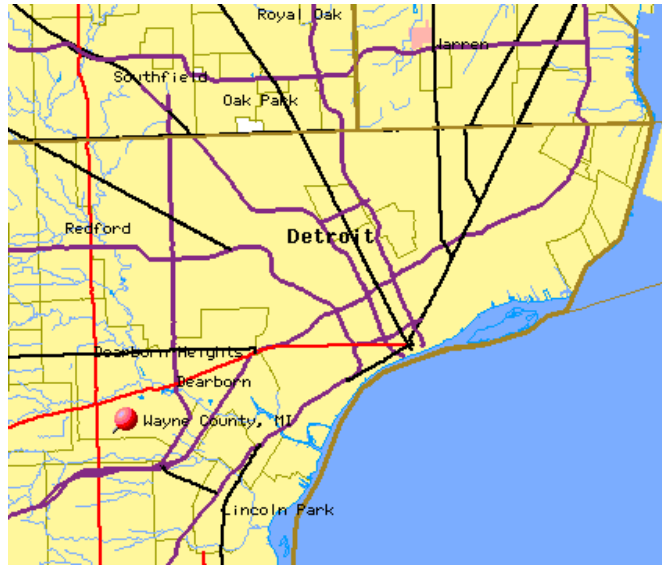 Royal Oak
Warren
Southfield
Oak Park
Redford
Detroit
Dearborn Heights
Dearborn
Wayne County, MI
Lincoln Park